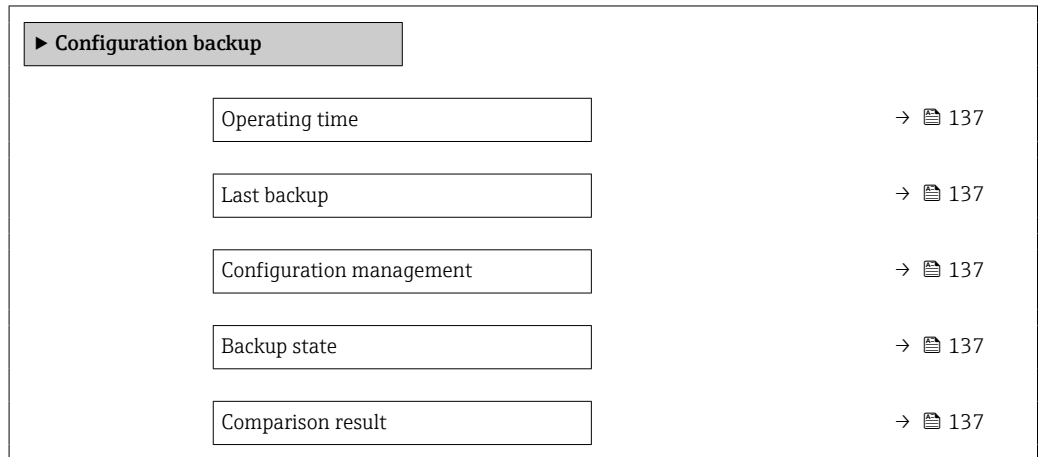 ► Configuration backup
Operating time → 137
Last backup → 137
Configuration management → 137
Backup state → 137
Comparison result → 137